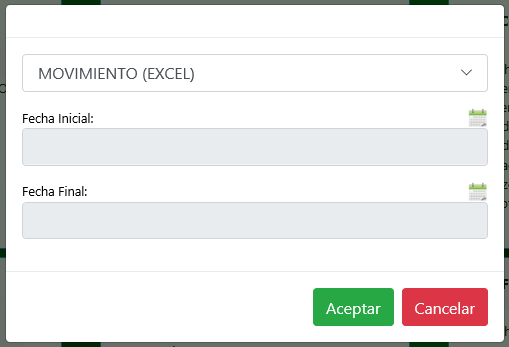 MOVIMIENTO (EXCEL)
Fecha Inicial:
Fecha Final:
Aceptar
Cancelar